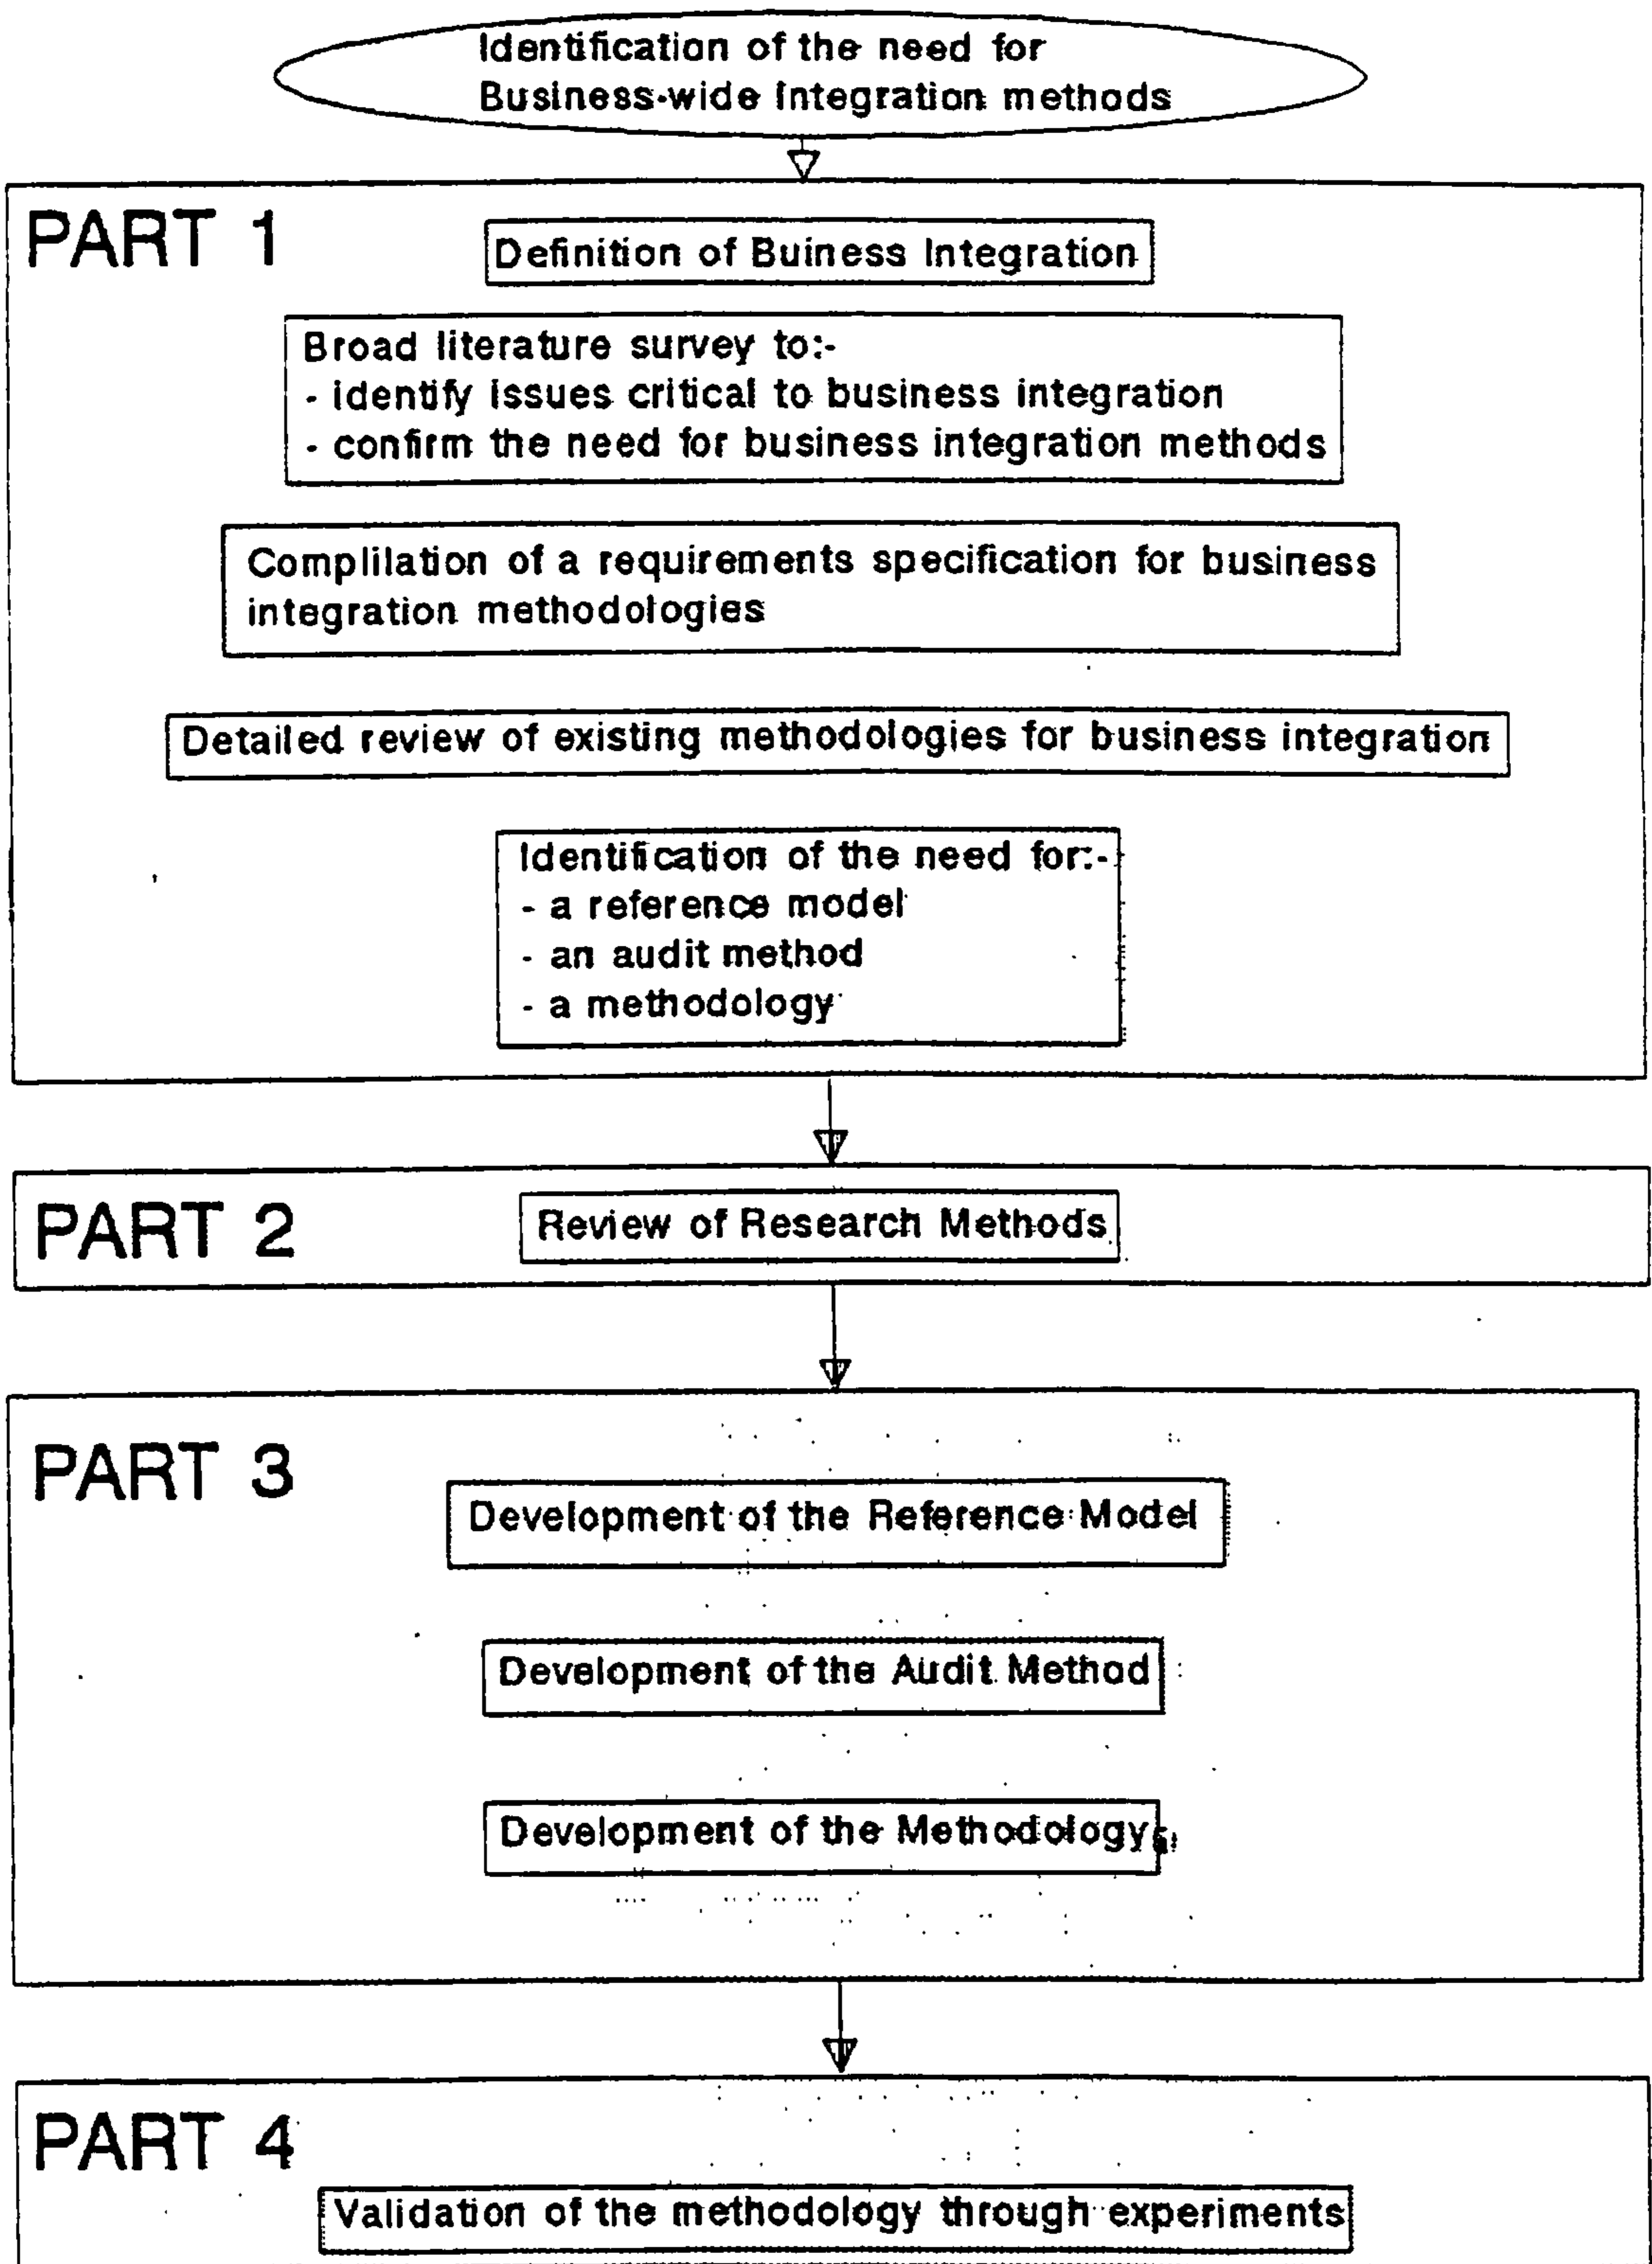 Identification of the need for
Business-wide Integration methods
PART 1
Definition of Buiness Integration
Broad literature survey to:-
- identify issues critical to business integration
- confirm the need for business integration methods
Complilation of a requirements specification for business
integration methodologies
Detailed review of existing methodologies for business integration
Identification of the need for:-
- a reference model
- an audit method
- a methodology
PART 2
Review of Research Methods
PART 3
Development of the Reference Model
Development of the Audit Method
Development of the Methodology
PART 4
Validation of the methodology through experiments